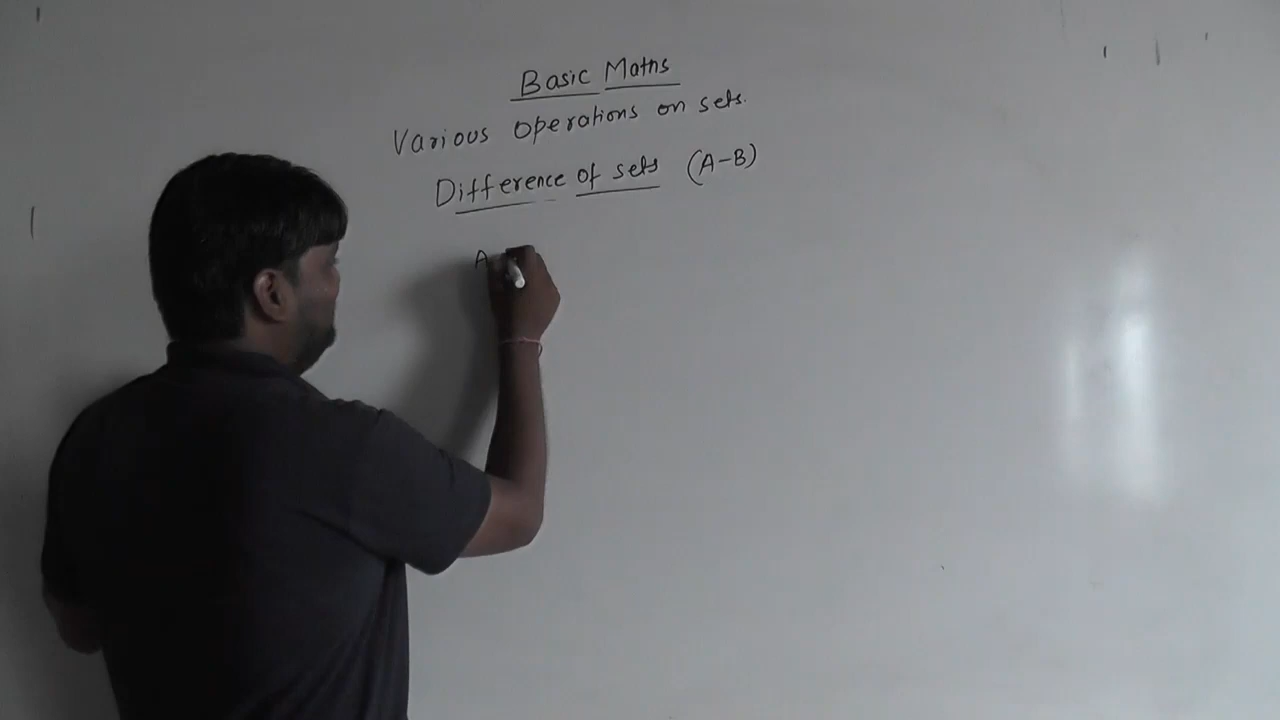 Basic Maths
Various operations on sets.
Difference of sets (A-B)
A